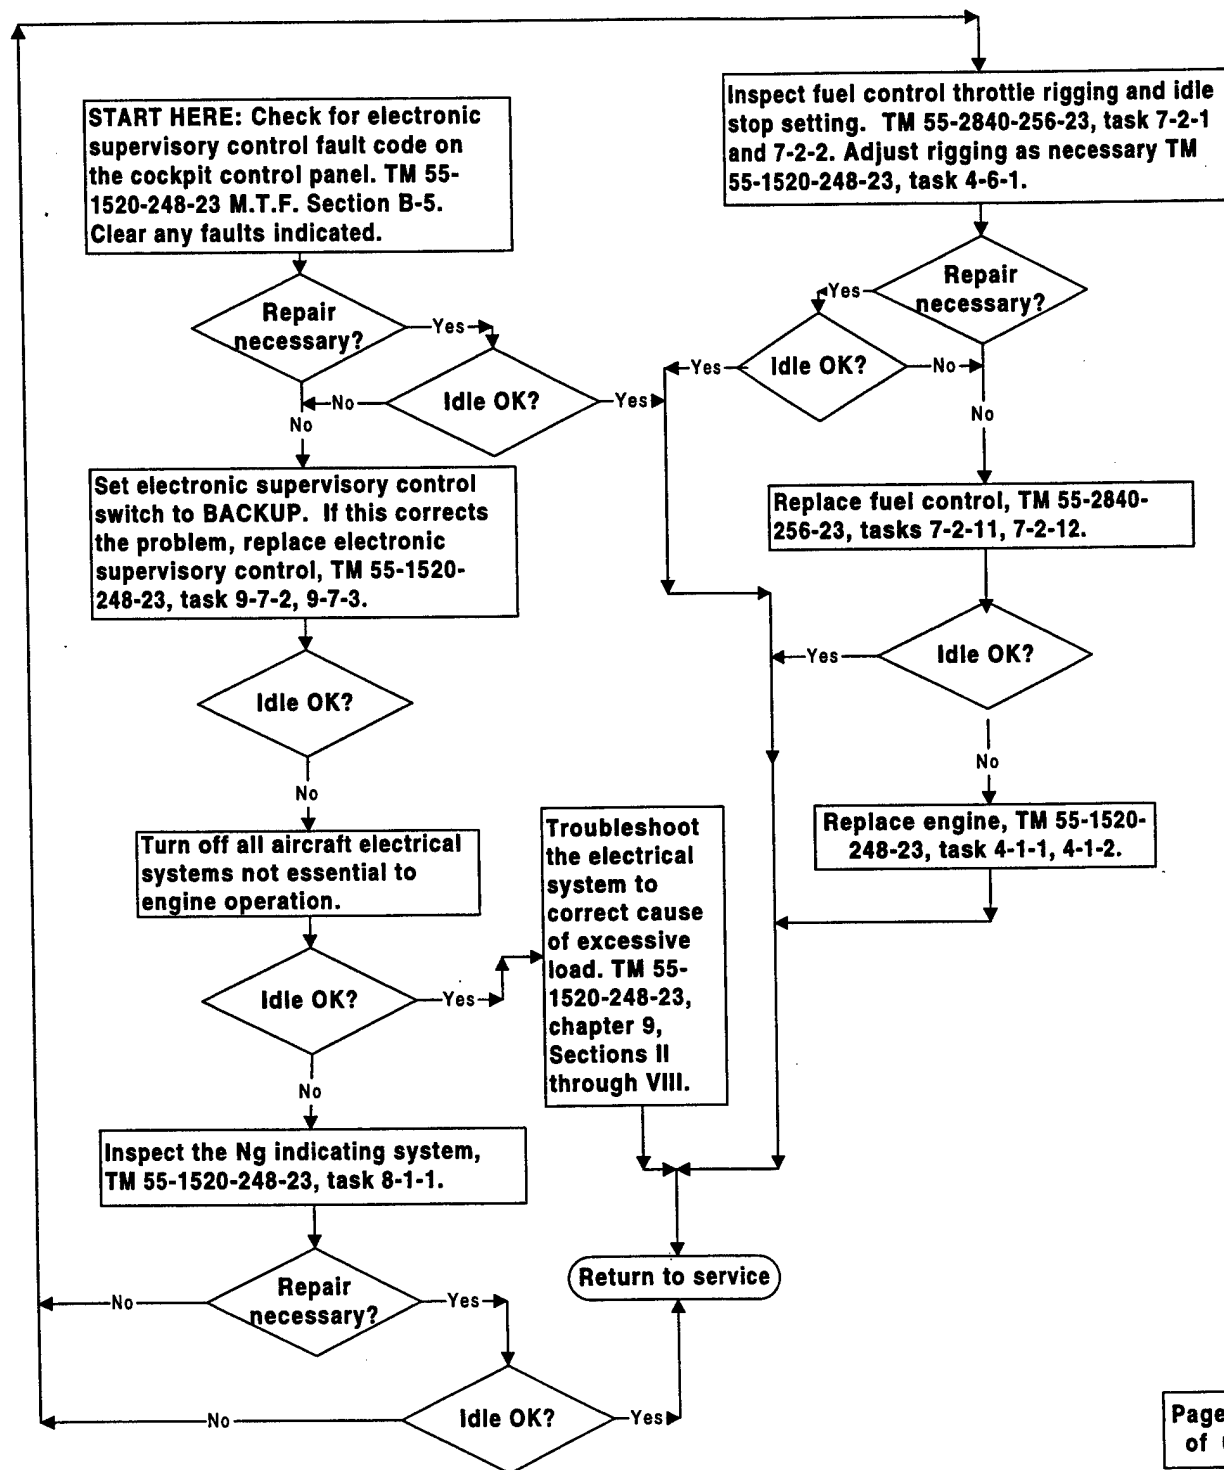 START HERE: Check for electronic
supervisory control fault code on
the cockpit control panel. TM 55-
1520-248-23 M.T.F. Section B-5.
Clear any faults indicated.
Repair
necessary?
Yes
Idle OK?
No
Yes
No
Set electronic supervisory control
switch to BACKUP. If this corrects
the problem, replace electronic
supervisory control, TM 55-1520-
248-23, task 9-7-2, 9-7-3.
Idle OK?
No
Turn off all aircraft electrical
systems not essential to
engine operation.
Idle OK?
Yes
No
Troubleshoot
the electrical
system to
correct cause
of excessive
load. TM 55-
1520-248-23,
chapter 9,
Sections II
through VIII.
Inspect the Ng indicating system,
TM 55-1520-248-23, task 8-1-1.
Repair
necessary?
No
Yes
Idle OK?
No
Yes
Return to service
Inspect fuel control throttle rigging and idle
stop setting. TM 55-2840-256-23, task 7-2-1
and 7-2-2. Adjust rigging as necessary TM
55-1520-248-23, task 4-6-1.
Repair
necessary?
Yes
Idle OK?
Yes
No
No
Replace fuel control, TM 55-2840-
256-23, tasks 7-2-11, 7-2-12.
Idle OK?
Yes
No
Replace engine, TM 55-1520-
248-23, task 4-1-1, 4-1-2.
Page
of